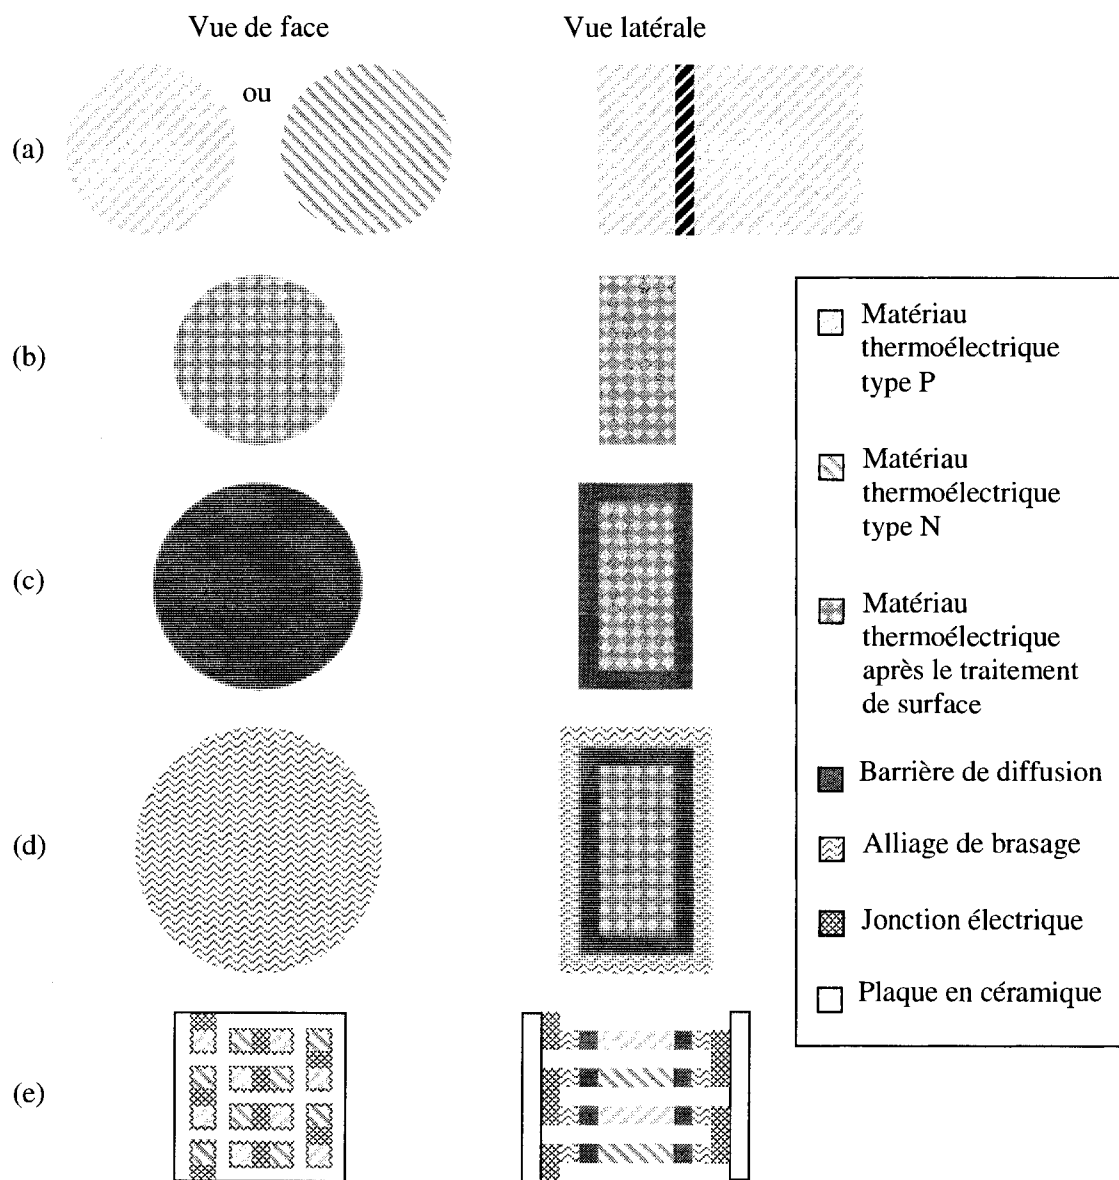 Vue de face
Vue latérale
ou
(a)
(b)
(c)
(d)
(e)
Matériau
thermoélectrique
type P
Matériau
thermoélectrique
type N
Matériau
thermoélectrique
après le traitement
de surface
Barrière de diffusion
Alliage de brasage
Jonction électrique
Plaque en céramique